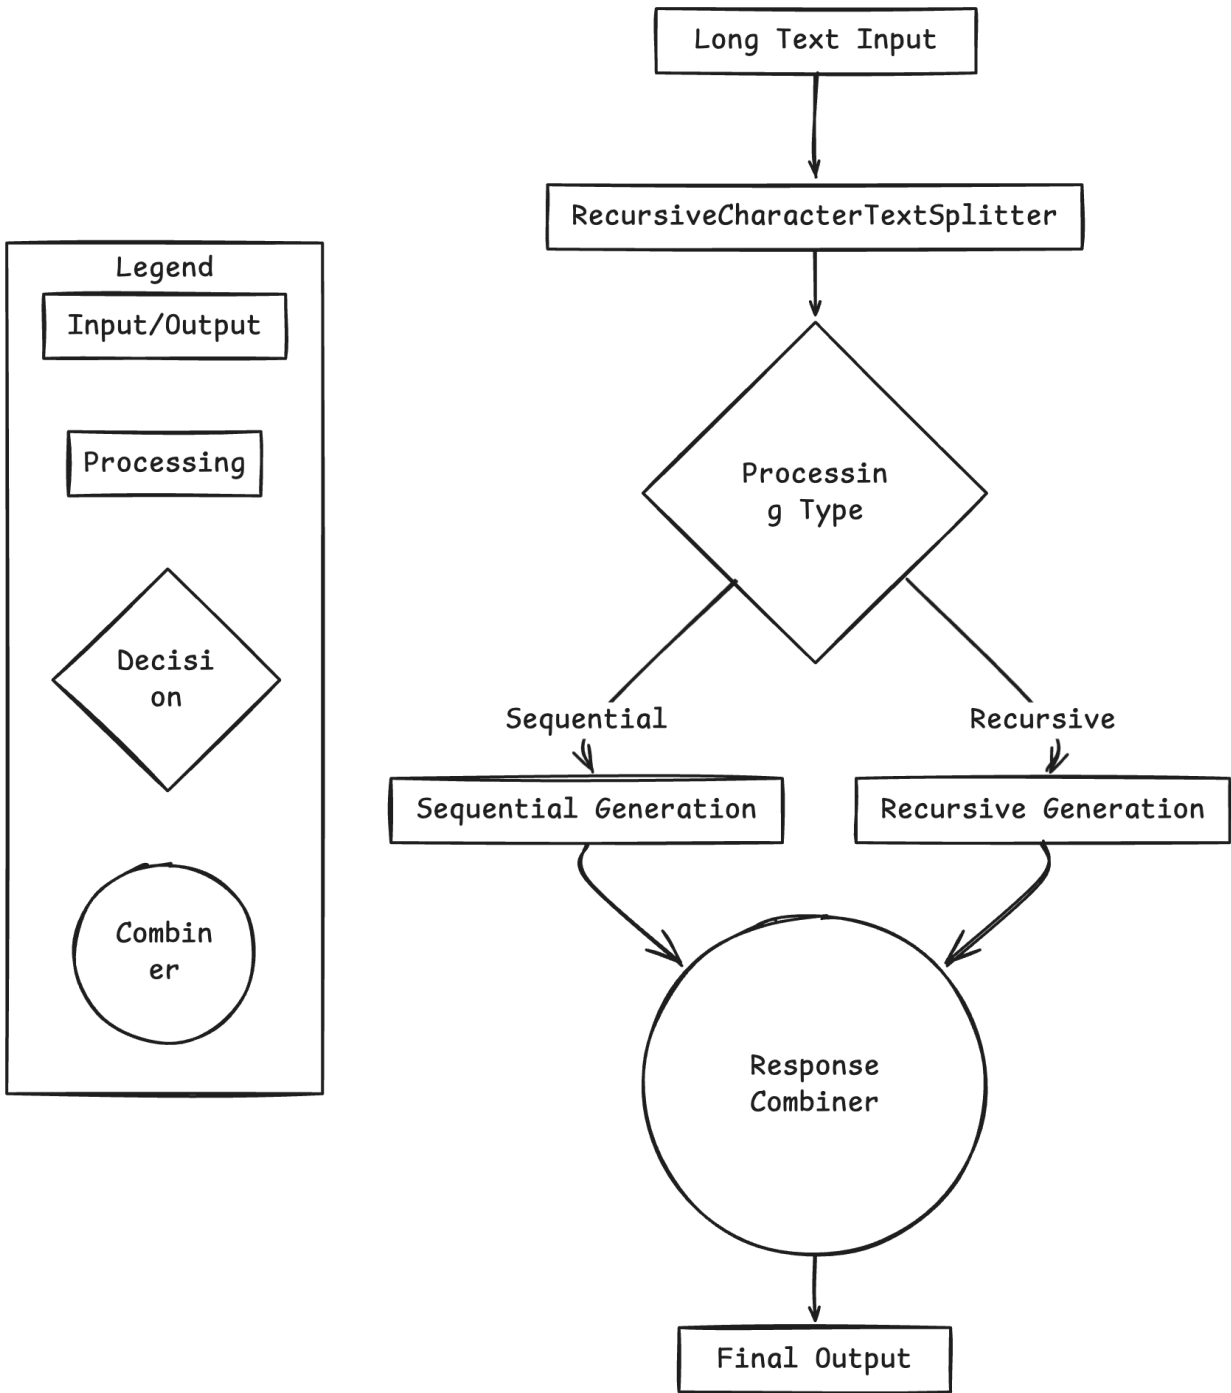 Long Text Input
RecursiveCharacterTextSplitter
Legend
Input/Output
Processing
Decisi
on
Combin
er
Processin
g Type
Sequential
Recursive
Sequential Generation
Recursive Generation
Response
Combiner
Final Output